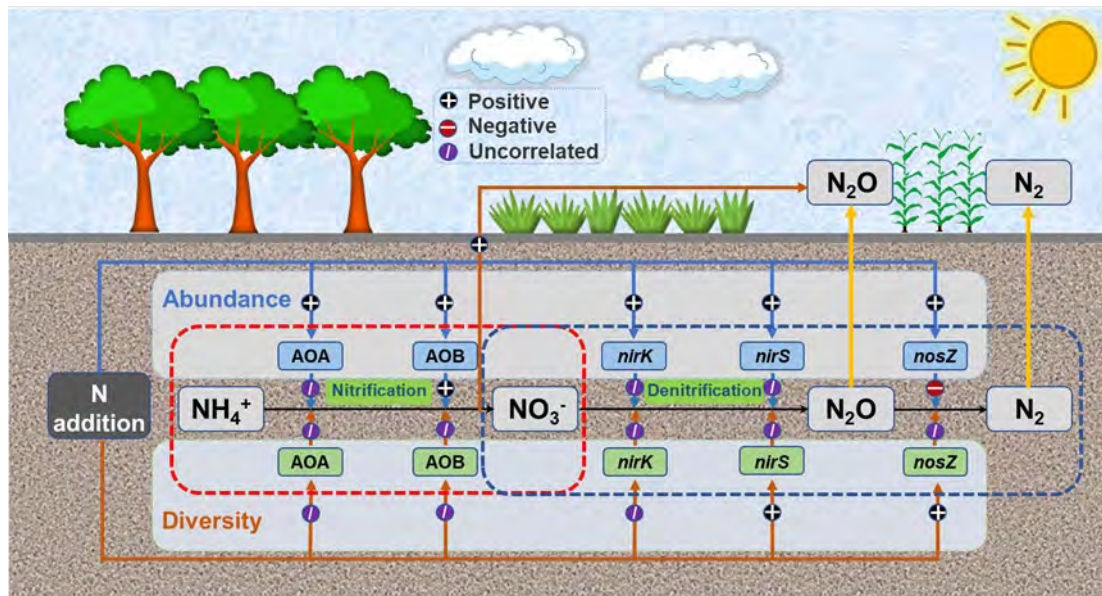 Positive
Negative
Uncorrelated
N₂O
N₂
Abundance
AOA
AOB
nirK
nirS
nosZ
N
addition
NH₄⁺
Nitrification
NO₃⁻
Denitrification
N₂O
N₂
AOA
AOB
nirK
nirS
nosZ
Diversity